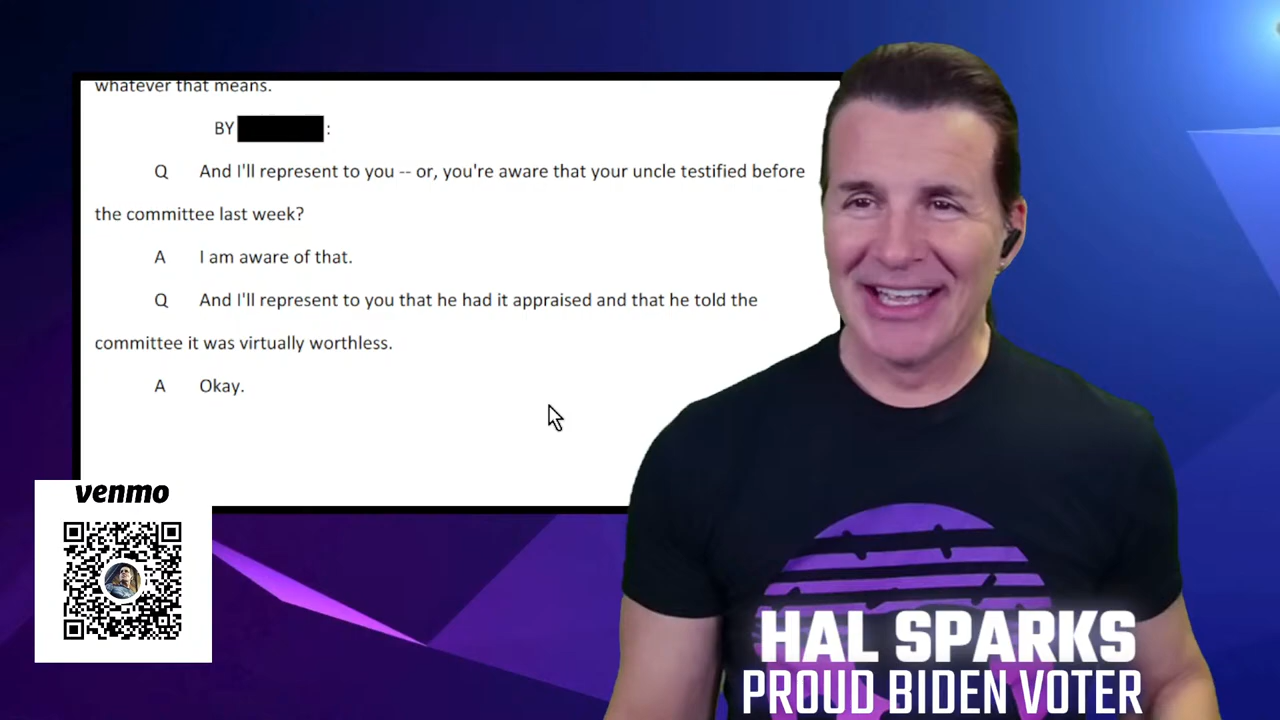 whatever that means.
BY :
Q And I'll represent to you -- or, you're aware that your uncle testified before
the committee last week?
A I am aware of that.
Q And I'll represent to you that he had it appraised and that he told the
committee it was virtually worthless.
A Okay.
venmo
HAL SPARKS
PROUD BIDEN VOTER